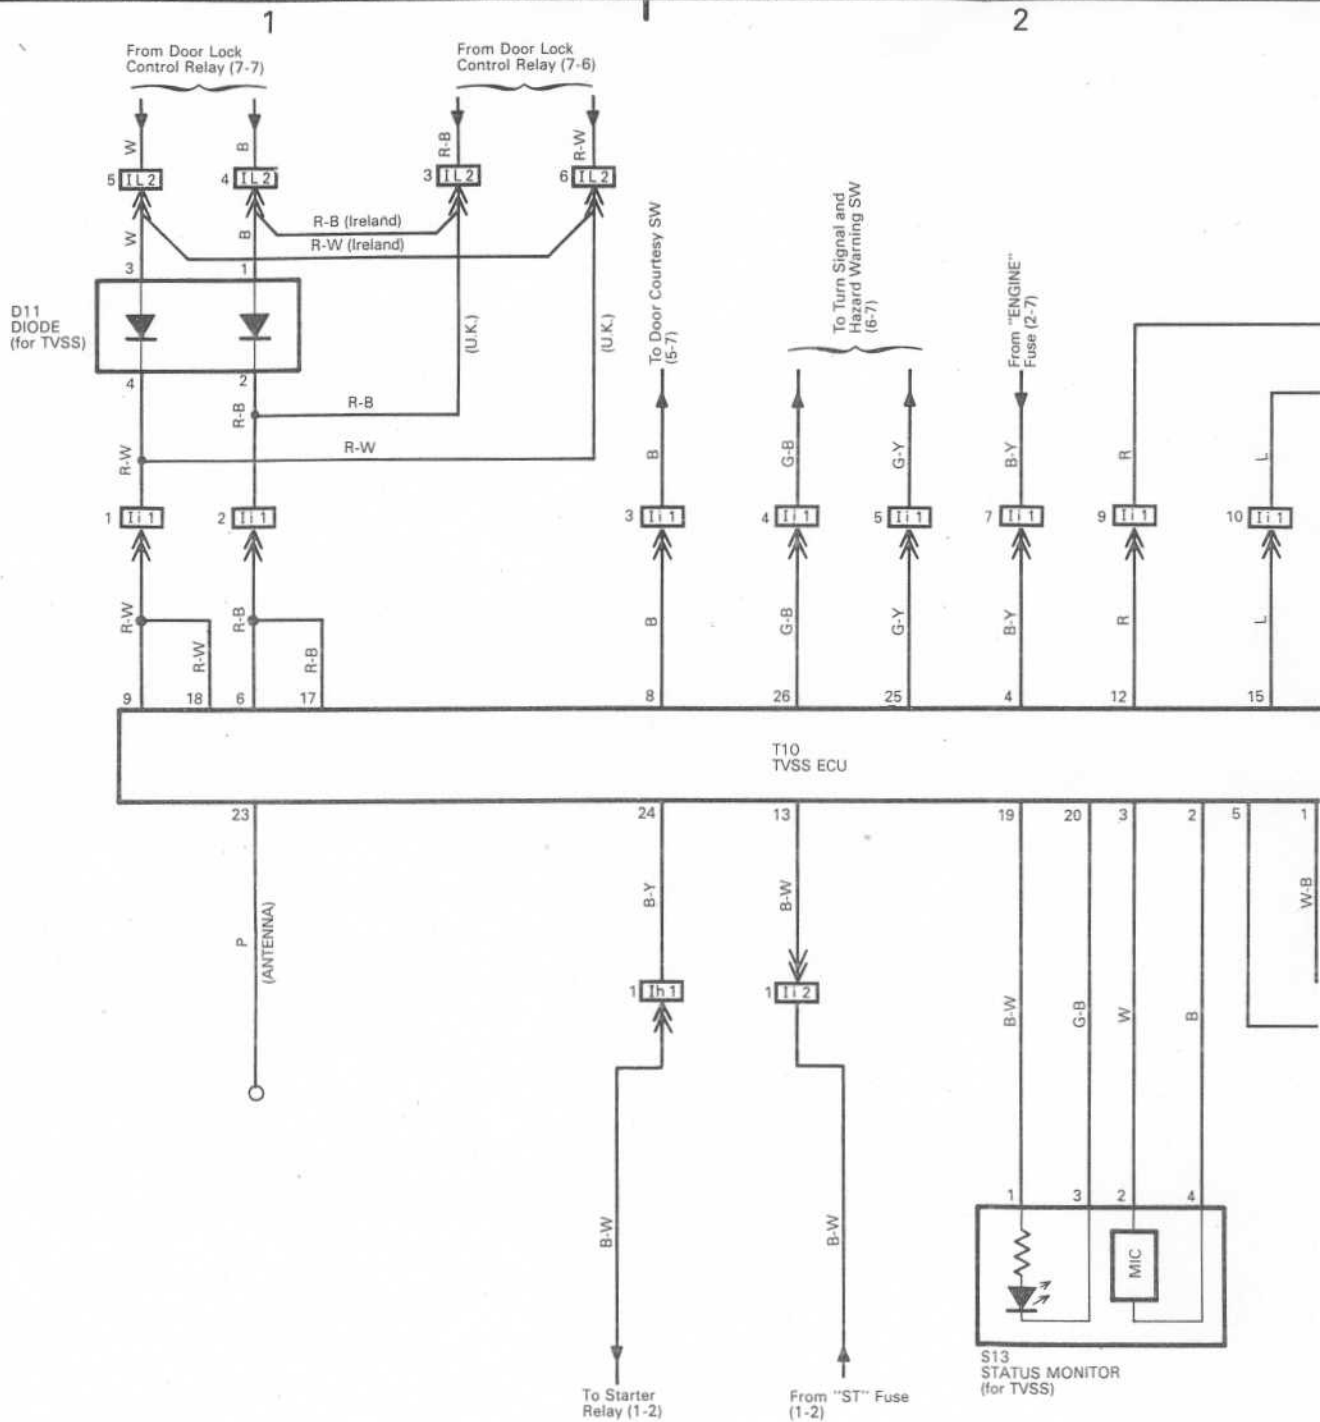 1
2
From Door Lock
Control Relay (7-7)
From Door Lock
Control Relay (7-6)
W
B
R-B
R-W
5 IL2
4 IL2
3 IL2
6 IL2
R-B (Ireland)
R-W (Ireland)
W
B
3
1
D11
DIODE
(for TVSS)
4
2
(U.K.)
(U.K.)
R-B
R-B
R-W
R-W
To Door Courtesy SW
(5-7)
To Turn Signal and
Hazard Warning SW
(6-7)
From "ENGINE"
Fuse (2-7)
B
G-B
G-Y
B-Y
R
L
1 Ii1
2 Ii1
3 Ii1
4 Ii1
5 Ii1
7 Ii1
9 Ii1
10 Ii1
R-W
R-W
R-B
R-B
B
G-B
G-Y
B-Y
R
L
9
18
6
17
8
26
25
4
12
15
T10
TVSS ECU
23
24
13
19
20
3
2
5
1
P
(ANTENNA)
B-Y
B-W
W-B
1 Ih1
1 Ii2
B-W
G-B
W
B
B-W
B-W
1
3
2
4
MIC
S13
STATUS MONITOR
(for TVSS)
To Starter
Relay (1-2)
From "ST" Fuse
(1-2)